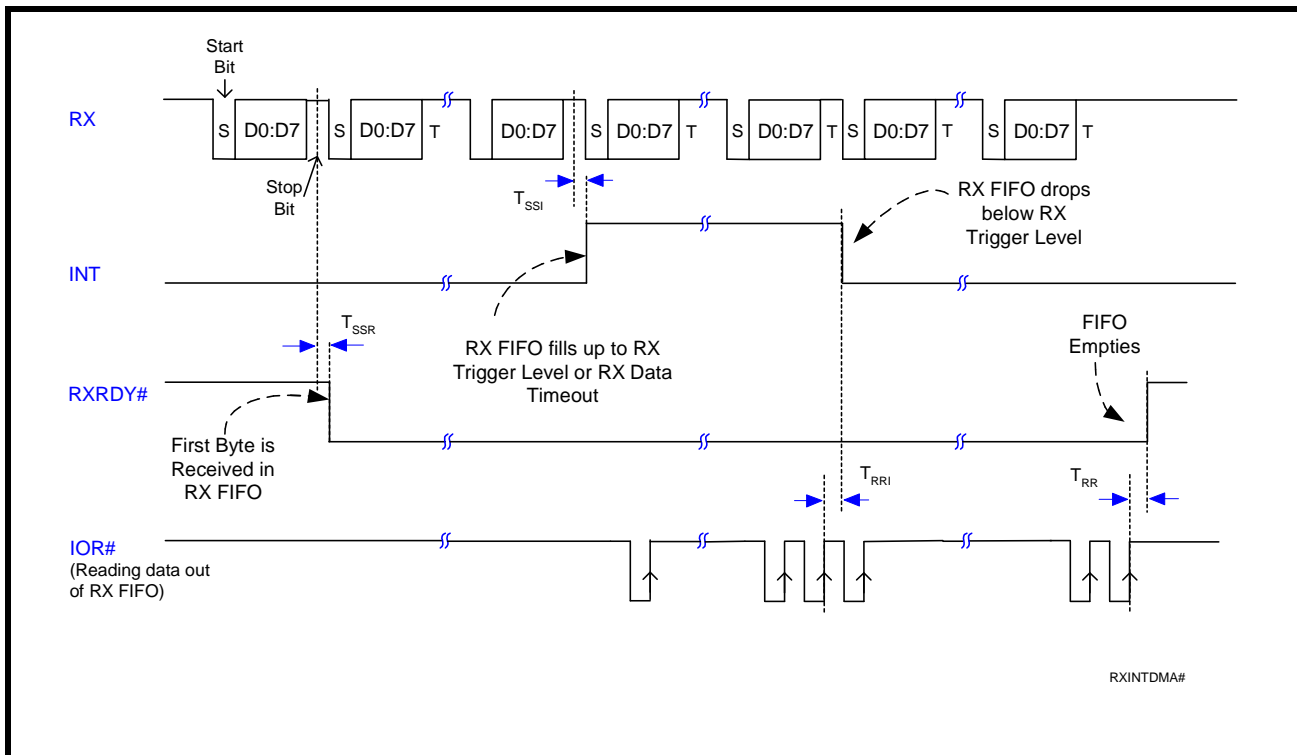 Start
Bit
RX
S D0:D7 S D0:D7 T D0:D7 S D0:D7 T S D0:D7 T S D0:D7 T S D0:D7 T
Stop
Bit
TSSI
RX FIFO drops
below RX
Trigger Level
INT
TSSR
RX FIFO fills up to RX
Trigger Level or RX Data
Timeout
FIFO
Empties
RXRDY#
First Byte is
Received in
RX FIFO
TRRI
TRR
IOR#
(Reading data out
of RX FIFO)
RXINTDMA#